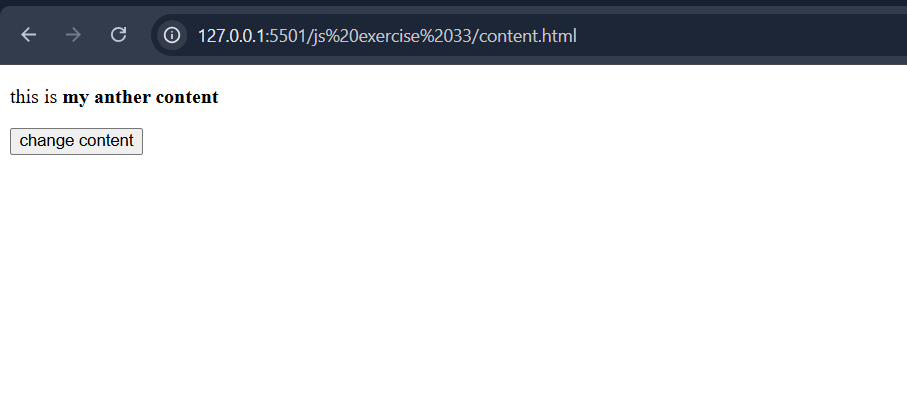 127.0.0.1:5501/js%20exercise%2033/content.html
this is my anther content
change content